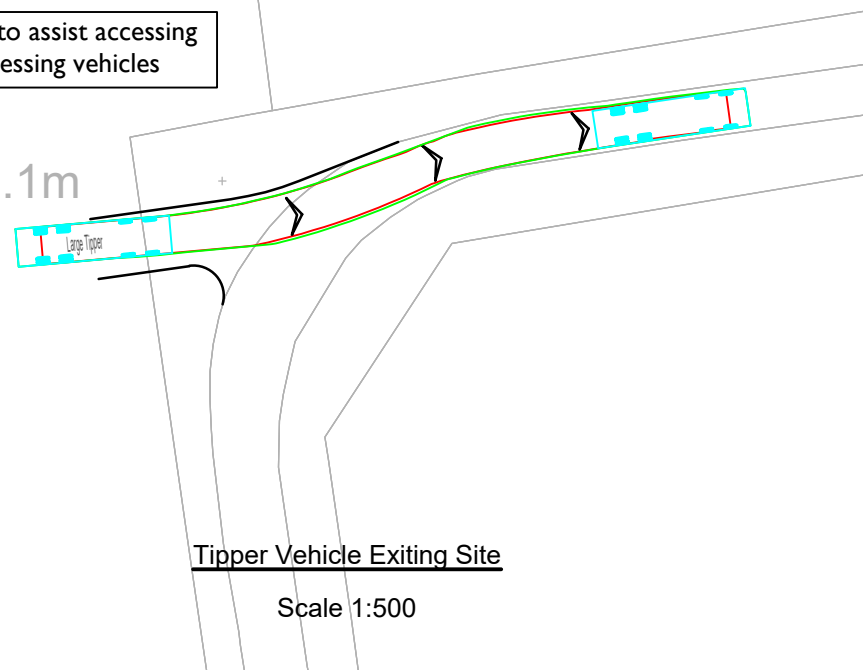 to assist accessing
essing vehicles
.1m
Large Tipper
Tipper Vehicle Exiting Site
Scale 1:500